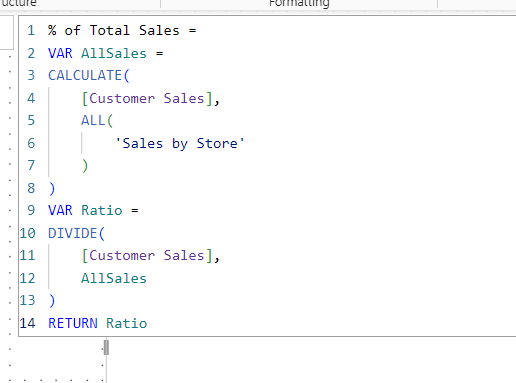 ucture Formatting
1 % of Total Sales =
2 VAR AllSales =
3 CALCULATE(
4 [Customer Sales],
5 ALL(
6 'Sales by Store'
7 )
8 )
9 VAR Ratio =
10 DIVIDE(
11 [Customer Sales],
12 AllSales
13 )
14 RETURN Ratio